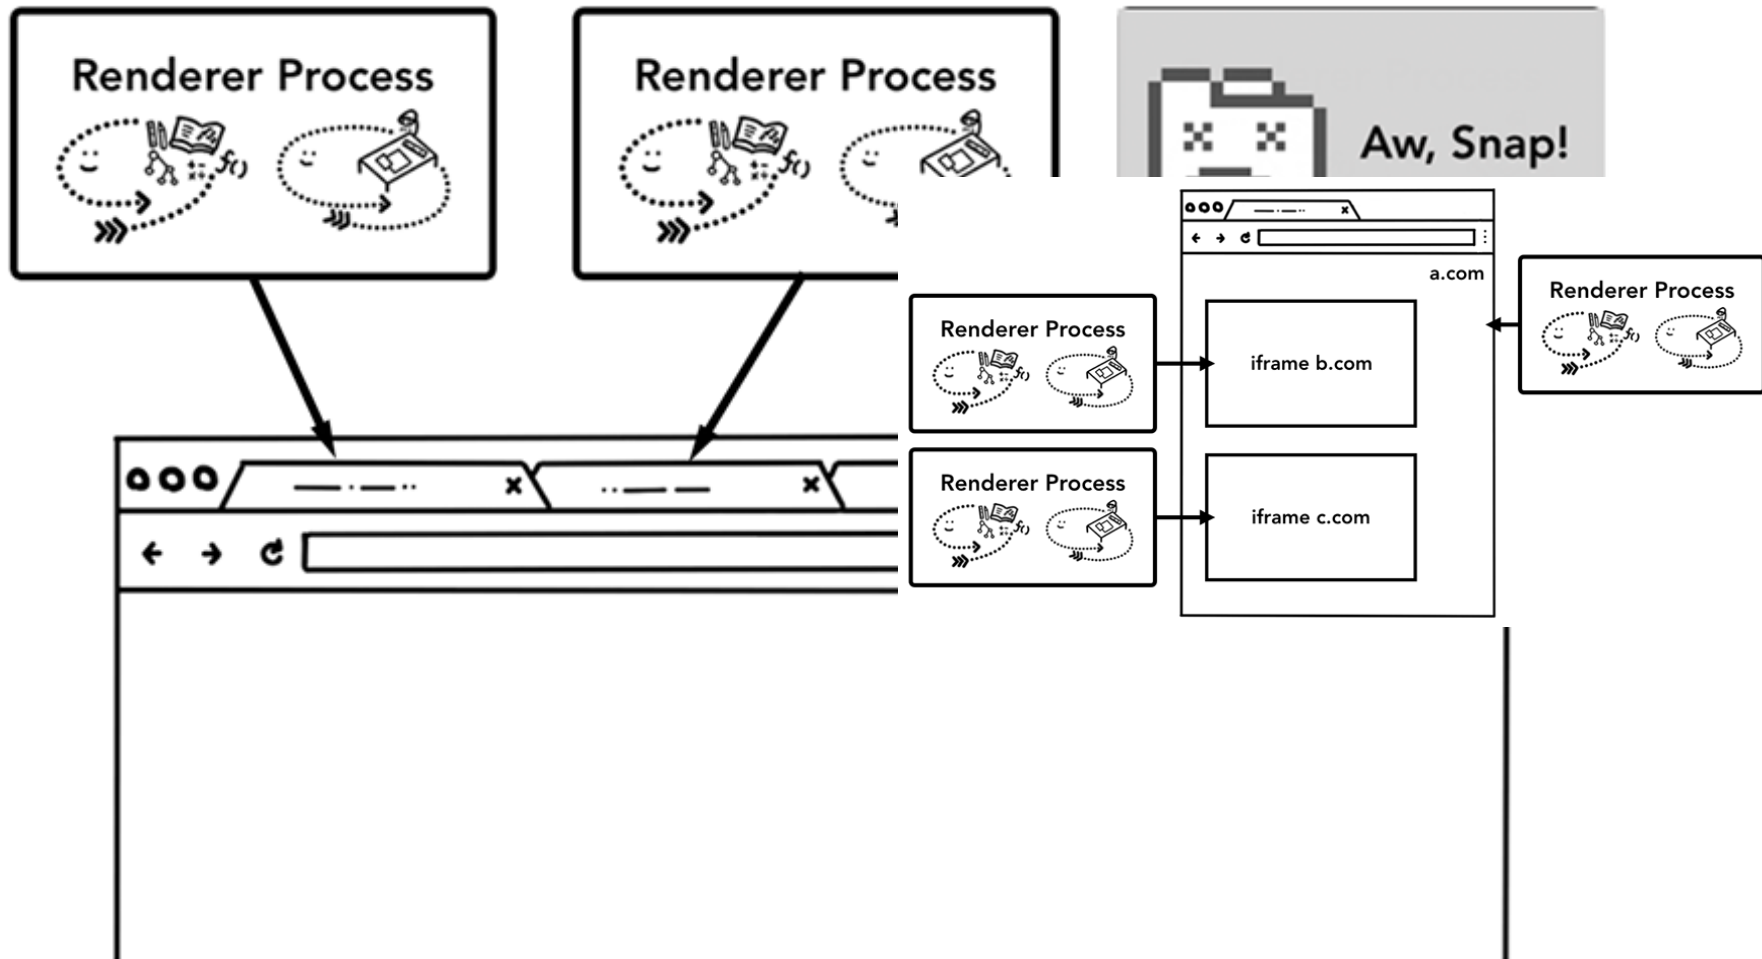 Renderer Process
Renderer Process
Aw, Snap!
f()
f()
a.com
Renderer Process
f()
Renderer Process
f()
iframe b.com
Renderer Process
f()
iframe c.com